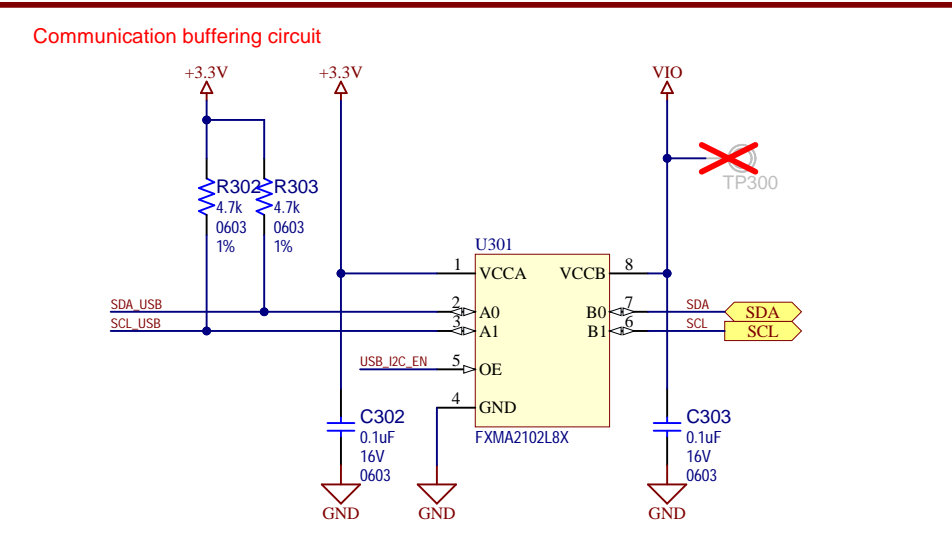 Communication buffering circuit
+3.3V
+3.3V
VIO
TP300
R302
4.7k
0603
1%
R303
4.7k
0603
1%
U301
1
VCCA
VCCB
8
SDA_USB
2
A0
B0
7
SDA
SDA
SCL_USB
3
A1
B1
6
SCL
SCL
USB_I2C_EN
5
OE
4
GND
FXMA2102L8X
C302
0.1uF
16V
0603
C303
0.1uF
16V
0603
GND
GND
GND